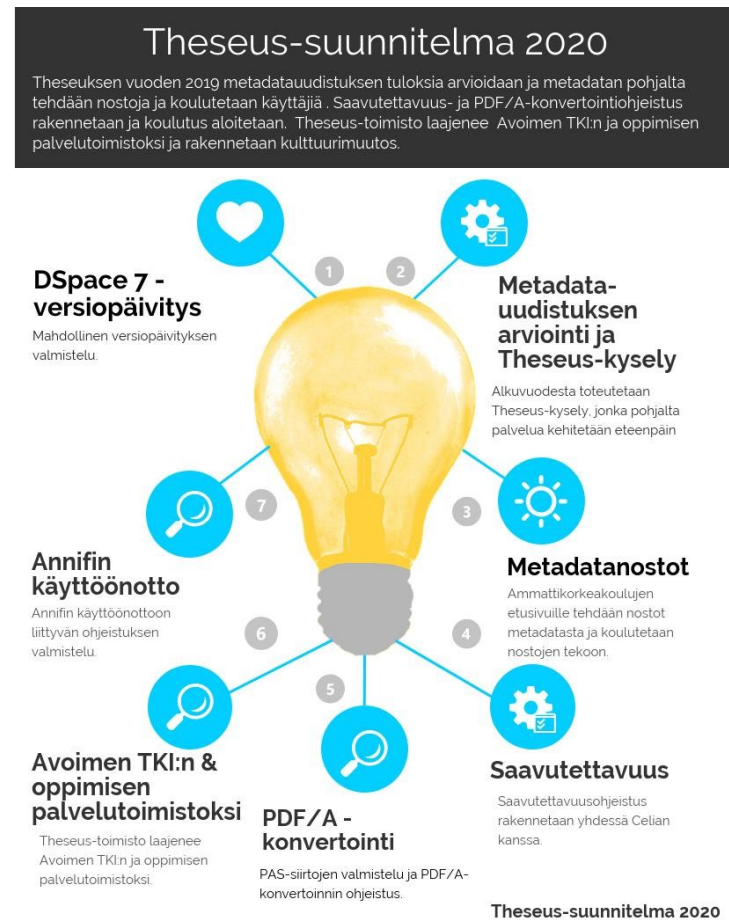 Theseus-suunnitelma 2020
Theseuksen vuoden 2019 metadatauudistuksen tuloksia arvioidaan ja metadatan pohjalta
tehdään nostoja ja koulutetaan käyttäjiä . Saavutettavuus- ja PDF/A-konvertointiohjeistus
rakennetaan ja koulutus aloitetaan. Theseus-toimisto laajenee Avoimen TKI:n ja oppimisen
palvelutoimistoksi ja rakennetaan kulttuurimuutos.
1
DSpace 7 -
versiopäivitys
Mahdollinen versiopäivityksen
valmistelu.
2
Metadata-
uudistuksen
arviointi ja
Theseus-kysely
Alkuvuodesta toteutetaan
Theseus-kysely, jonka pohjalta
palvelua kehitetään eteenpäin
3
Metadatanostot
Ammattikorkeakoulujen
etusivuille tehdään nostot
metadatasta ja koulutetaan
nostojen tekoon.
4
Saavutettavuus
Saavutettavuusohjeistus
rakennetaan yhdessä Celian
kanssa.
5
PDF/A -
konvertointi
PAS-siirtojen valmistelu ja PDF/A-
konvertoinnin ohjeistus.
6
Avoimen TKI:n &
oppimisen
palvelutoimistoksi
Theseus-toimisto laajenee
Avoimen TKI:n ja oppimisen
palvelutoimistoksi.
7
Annifin
käyttöönotto
Annifin käyttöönottoon
liittyvän ohjeistuksen
valmistelu.
Theseus-suunnitelma 2020